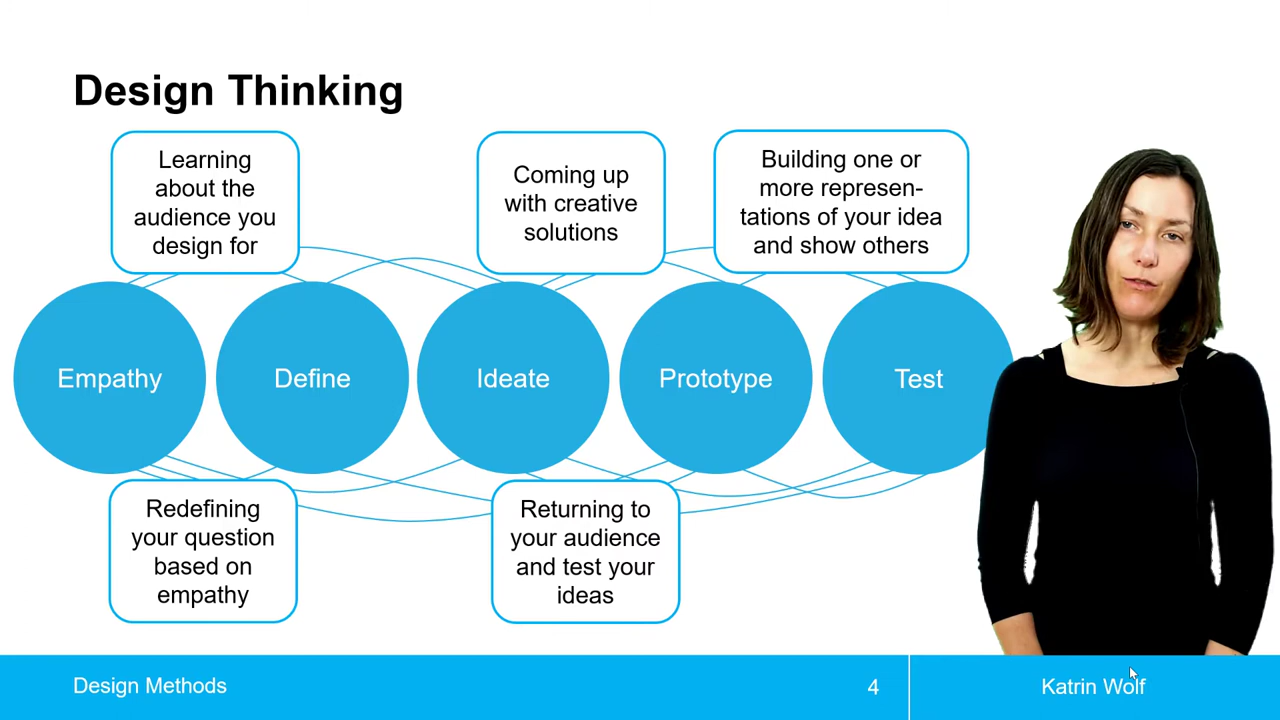 Design Thinking
Learning
about the
audience you
design for
Coming up
with creative
solutions
Building one or
more represen-
tations of your idea
and show others
Empathy
Define
Ideate
Prototype
Test
Redefining
your question
based on
empathy
Returning to
your audience
and test your
ideas
Design Methods
4
Katrin Wolf